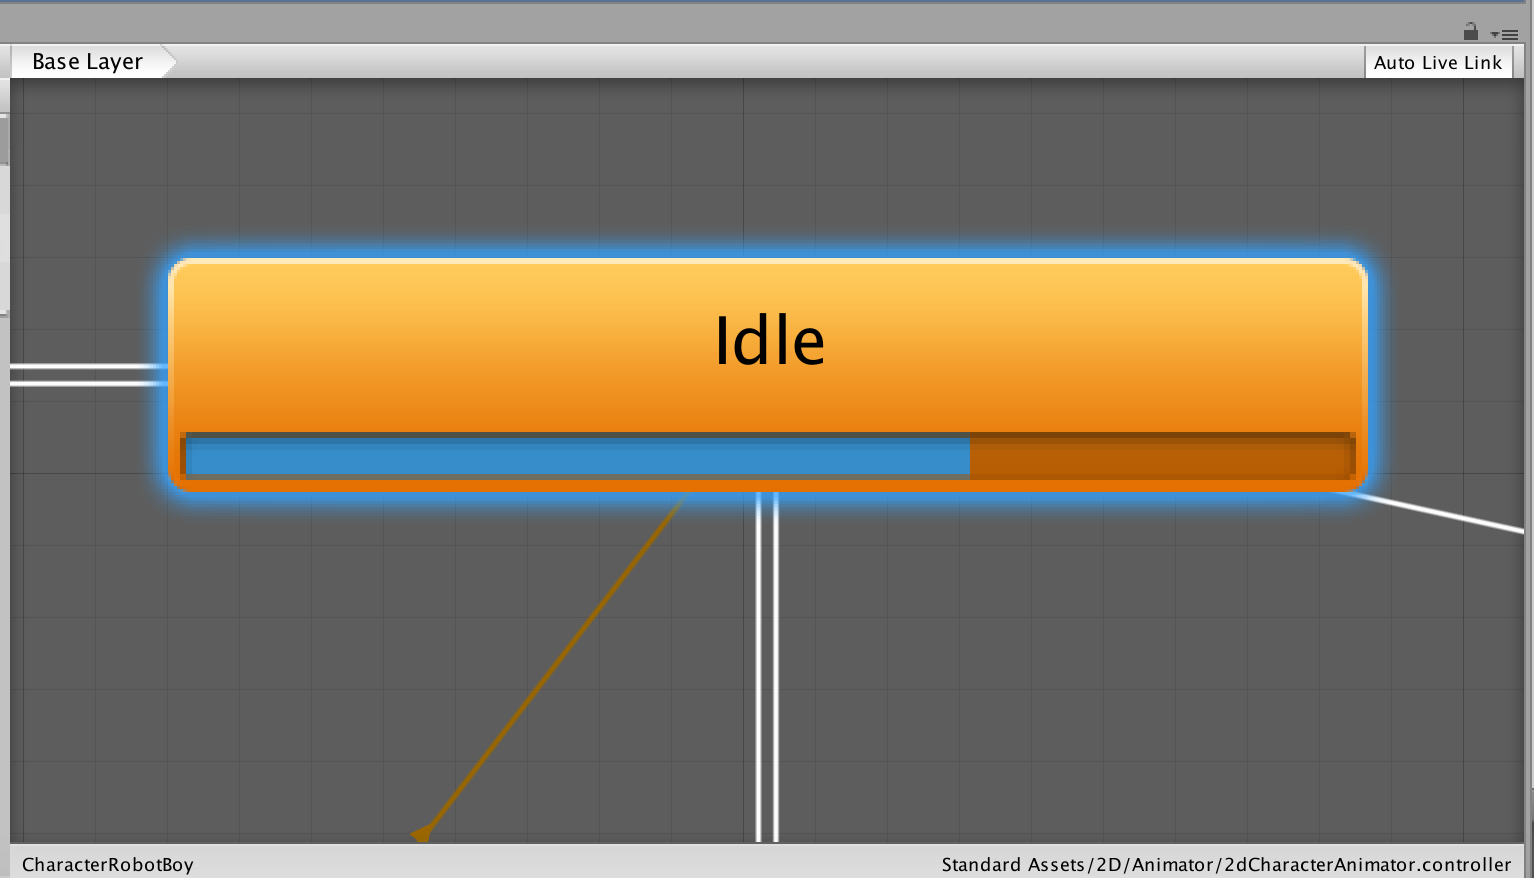 Base Layer
Auto Live Link
Idle
CharacterRobotBoy
Standard Assets/2D/Animator/2dCharacterAnimator.controller